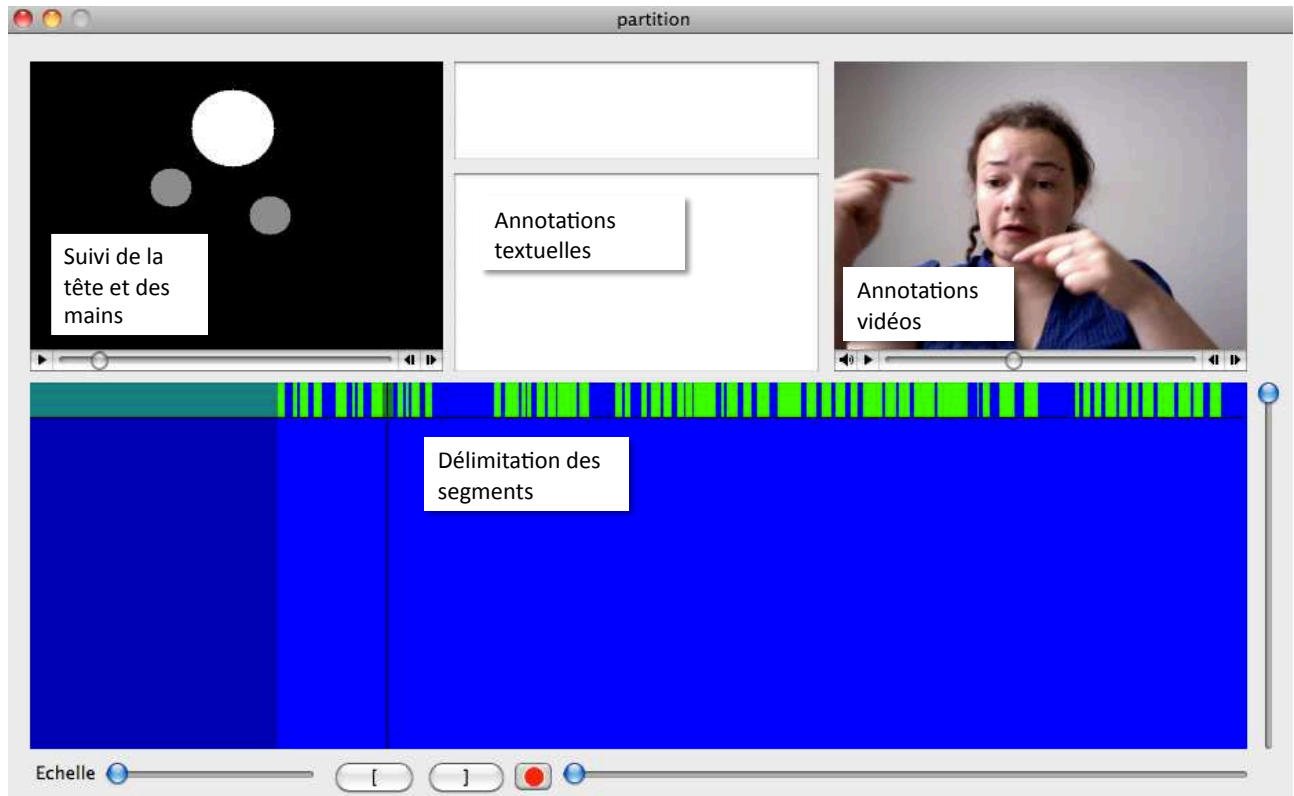 partition
Suivi de la
tête et des
mains
Annotations
textuelles
Annotations
vidéos
Délimitation des
segments
Echelle
[
]